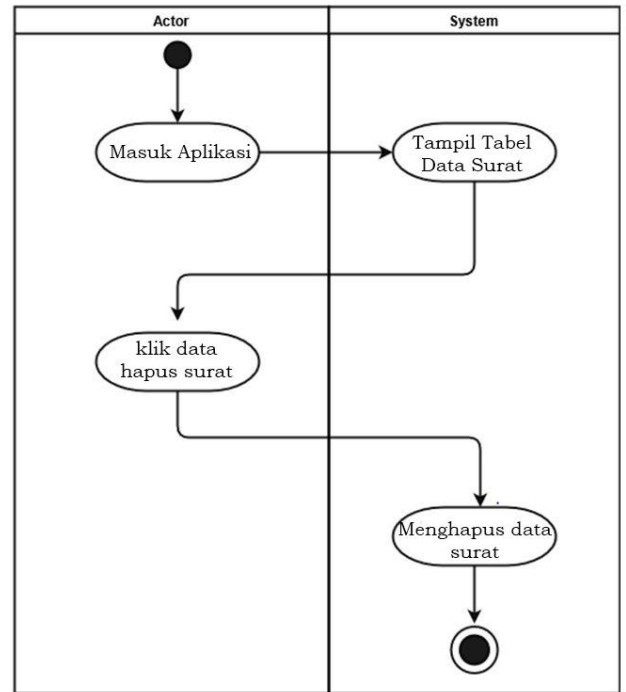 Actor
System
Masuk Aplikasi
Tampil Tabel
Data Surat
klik data
hapus surat
Menghapus data
surat